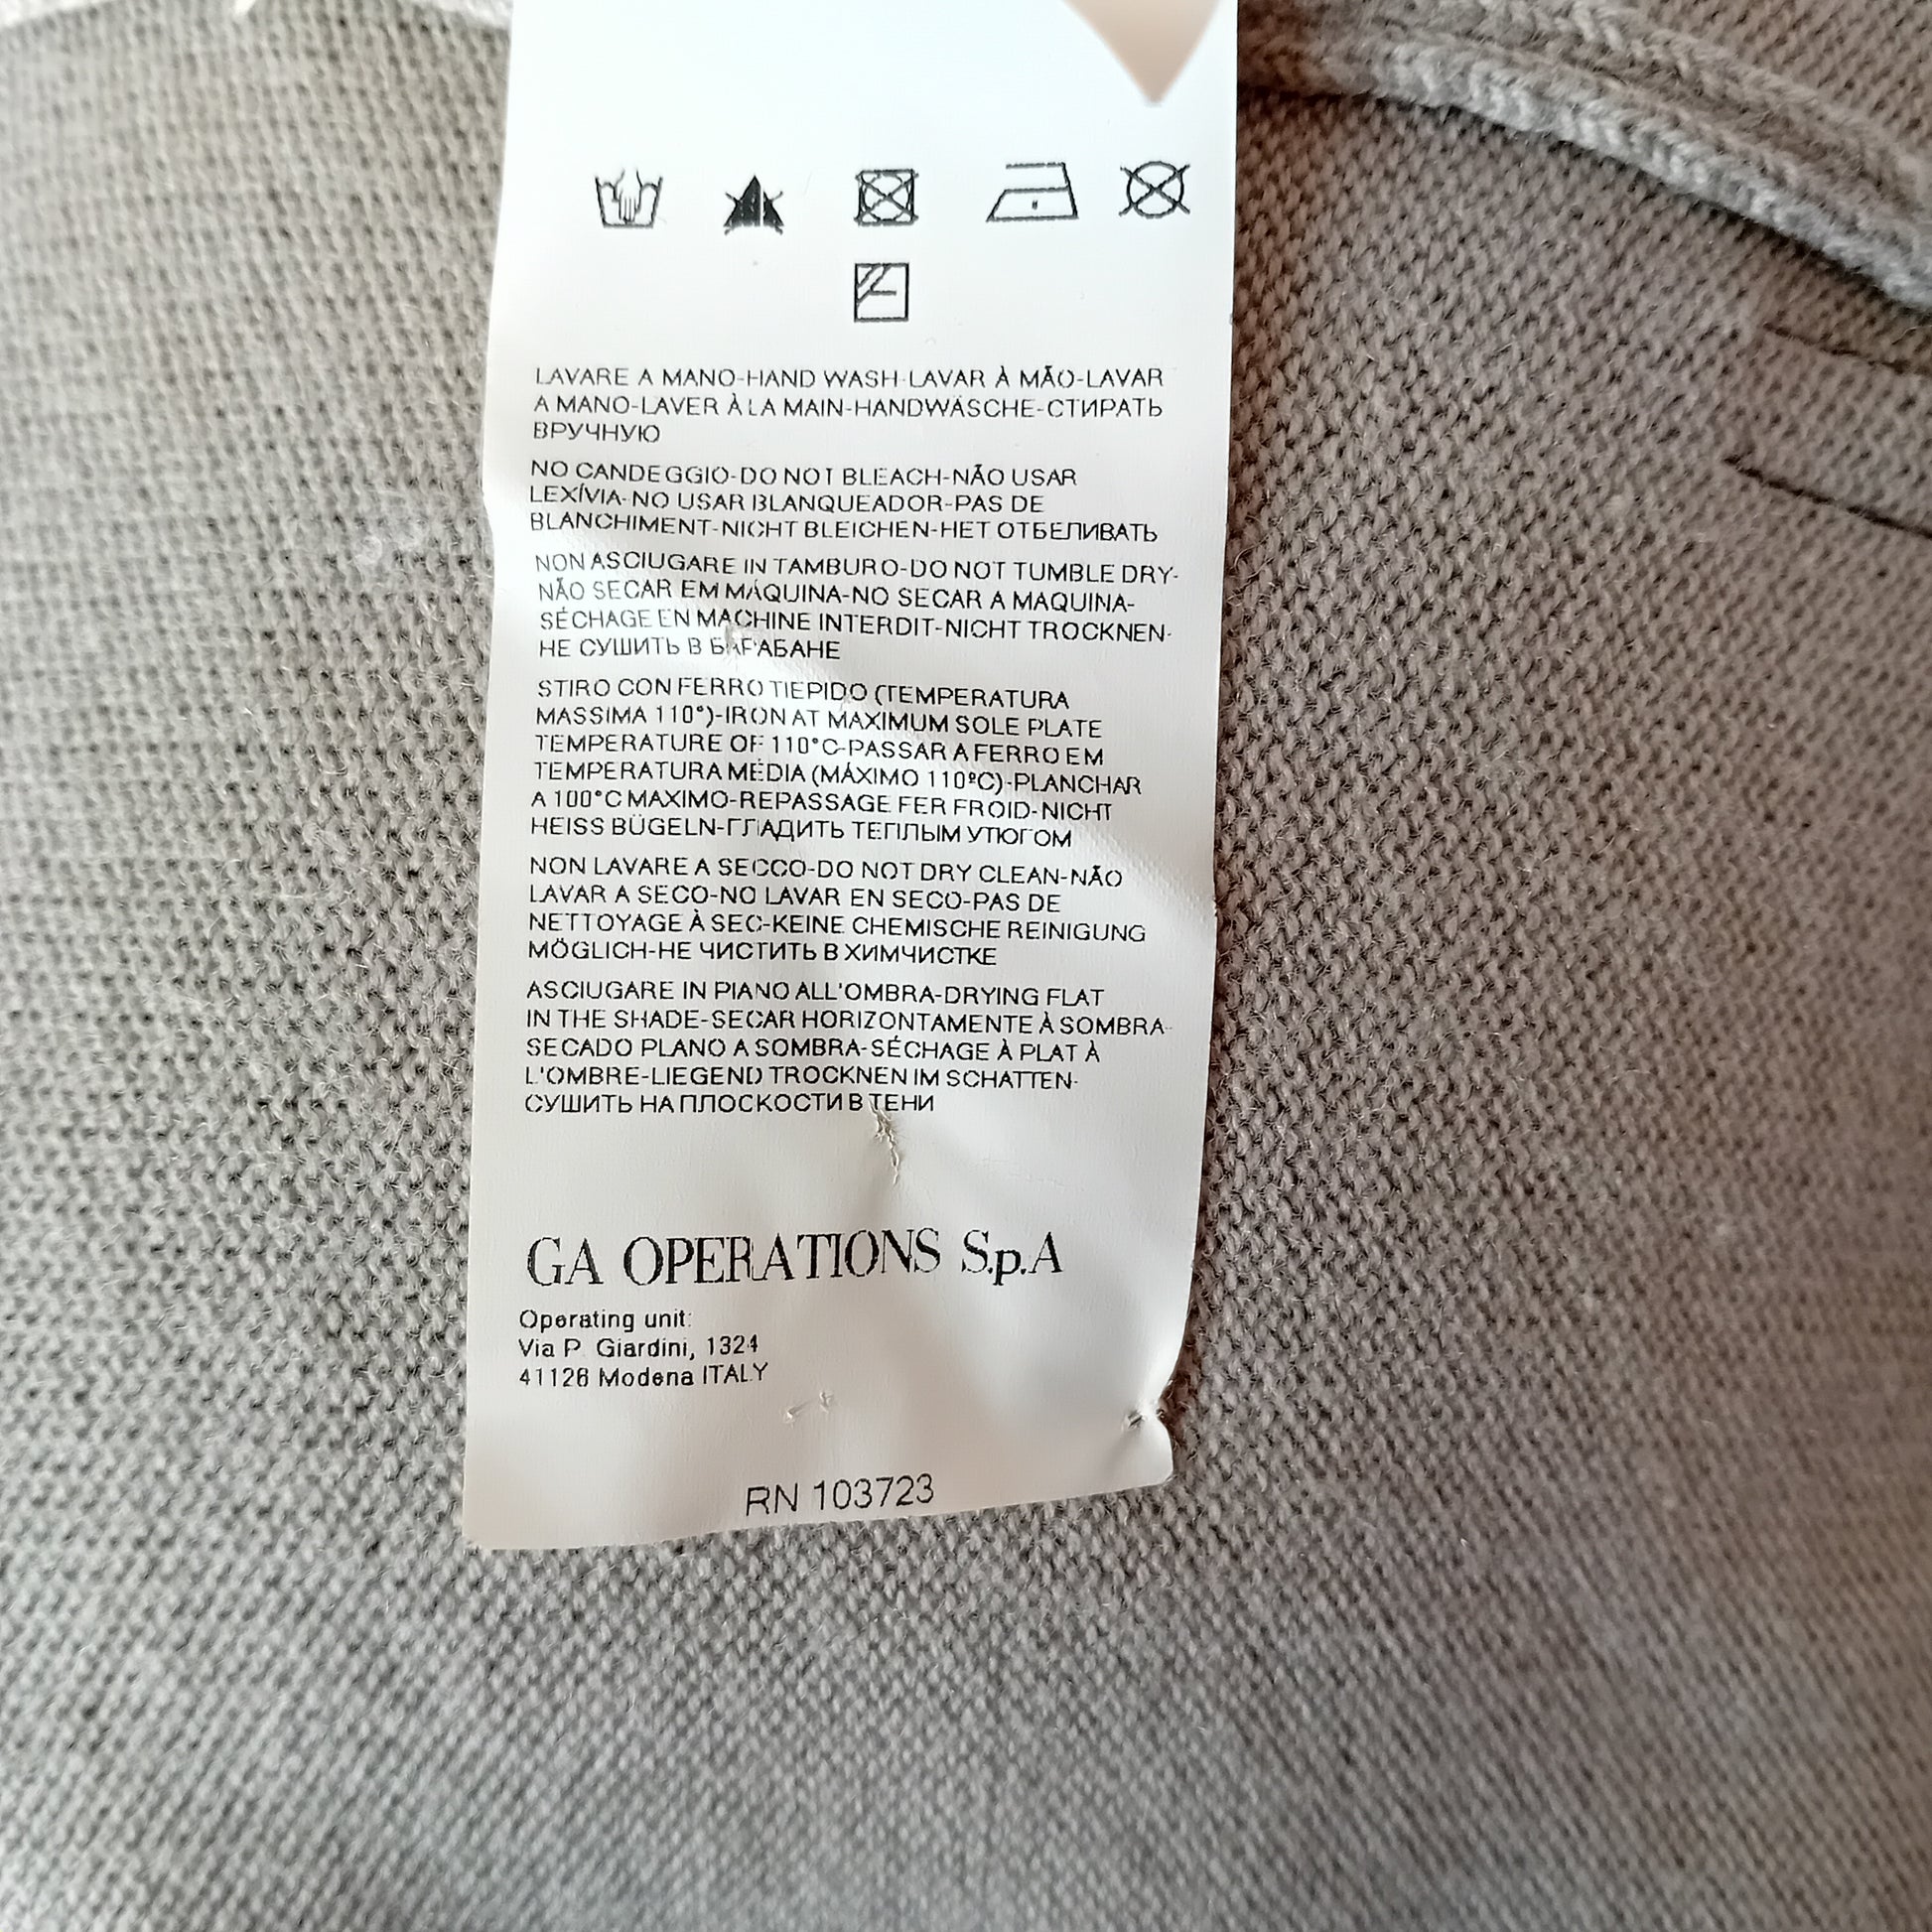 LAVARE A MANO-HAND WASH-LAVAR À MÃO-LAVAR
A MANO-LAVER À LA MAIN-HANDWÄSCHE-СТИРАТЬ
ВРУЧНУЮ
NO CANDEGGIO-DO NOT BLEACH-NÃO USAR
LEXÍVIA-NO USAR BLANQUEADOR-PAS DE
BLANCHIMENT-NICHT BLEICHEN-НЕТ ОТБЕЛИВАТЬ
NON ASCIUGARE IN TAMBURO-DO NOT TUMBLE DRY-
NÃO SECAR EM MÁQUINA-NO SECAR A MAQUINA-
SÉCHAGE EN MACHINE INTERDIT-NICHT TROCKNEN-
НЕ СУШИТЬ В БАРАБАНЕ
STIRO CON FERRO TIEPIDO (TEMPERATURA
MASSIMA 110°)-IRON AT MAXIMUM SOLE PLATE
TEMPERATURE OF 110°C-PASSAR A FERRO EM
TEMPERATURA MÉDIA (MÁXIMO 110ºC)-PLANCHAR
A 100°C MAXIMO-REPASSAGE FER FROID-NICHT
HEISS BÜGELN-ГЛАДИТЬ ТЕПЛЫМ УТЮГОМ
NON LAVARE A SECCO-DO NOT DRY CLEAN-NÃO
LAVAR A SECO-NO LAVAR EN SECO-PAS DE
NETTOYAGE À SEC-KEINE CHEMISCHE REINIGUNG
MÖGLICH-НЕ ЧИСТИТЬ В ХИМЧИСТКЕ
ASCIUGARE IN PIANO ALL'OMBRA-DRYING FLAT
IN THE SHADE-SECAR HORIZONTAMENTE À SOMBRA-
SECADO PLANO A SOMBRA-SÉCHAGE À PLAT À
L'OMBRE-LIEGEND TROCKNEN IM SCHATTEN-
СУШИТЬ НА ПЛОСКОСТИ В ТЕНИ
GA OPERATIONS S.p.A
Operating unit:
Via P. Giardini, 1324
41126 Modena ITALY
RN 103723